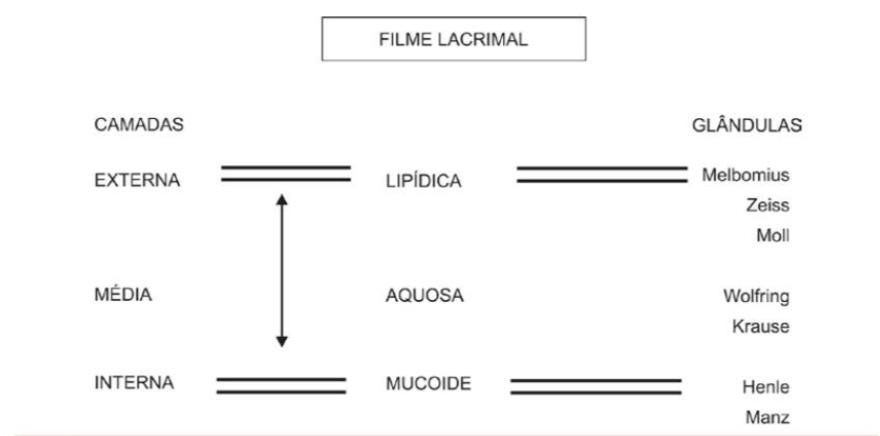 FILME LACRIMAL
CAMADAS GLÂNDULAS
EXTERNA LIPÍDICA Melbomius
Zeiss
Moll
MÉDIA AQUOSA Wolfring
Krause
INTERNA MUCOIDE Henle
Manz